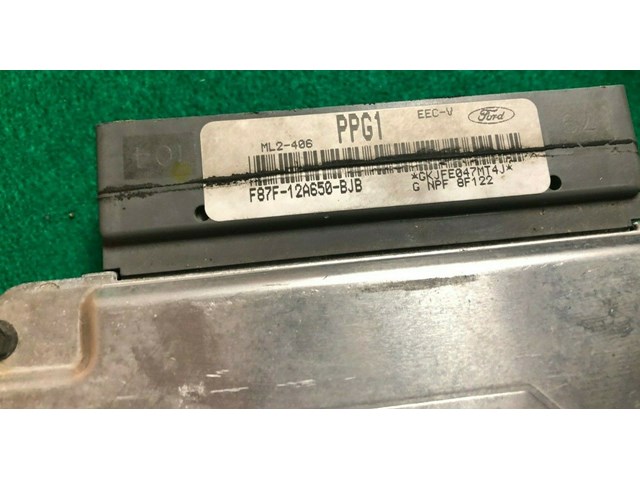 PPG1
EEC-V
Ford
ML2-406
F87F-12A650-BJB
*GKJFE047MT4J*
G NPF 8F122